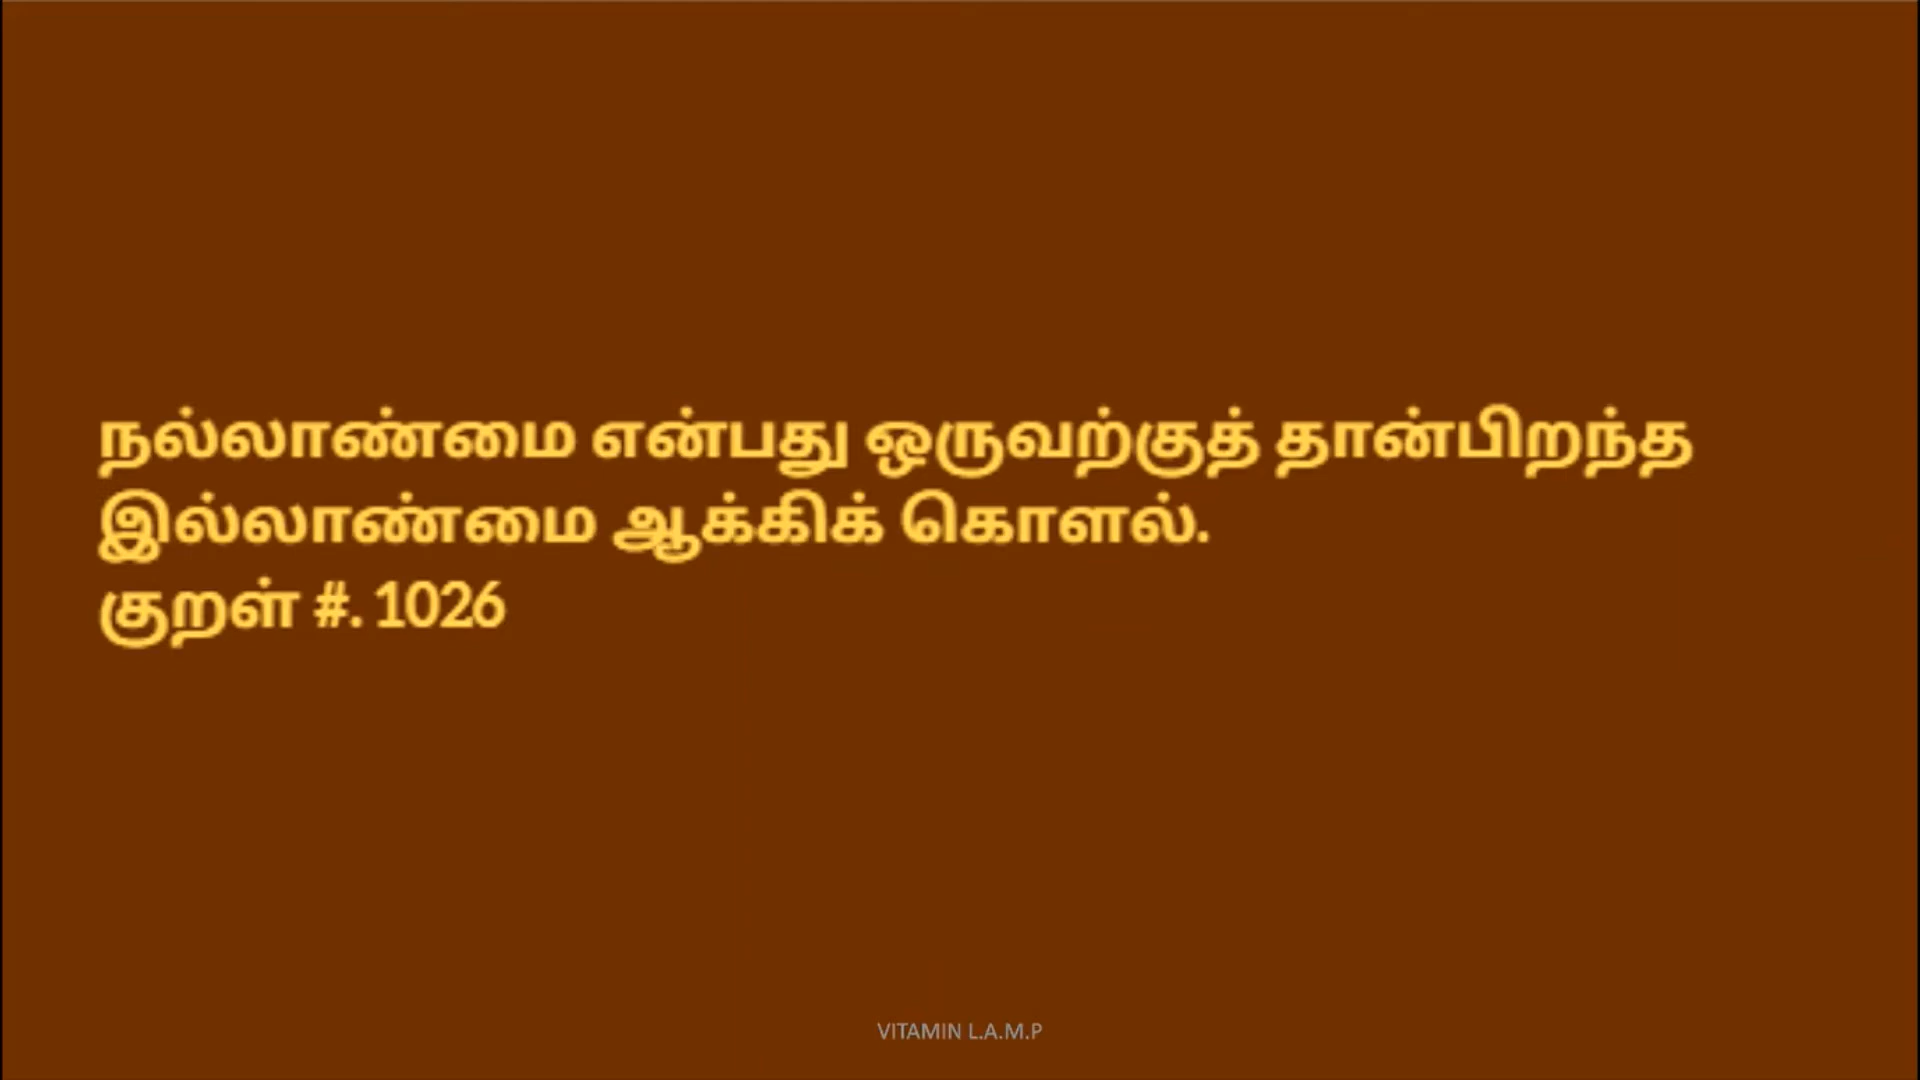 நல்லாண்மை என்பது ஒருவற்குத் தான்பிறந்த
இல்லாண்மை ஆக்கிக் கொளல்.
குறள் #. 1026
VITAMIN L.A.M.P